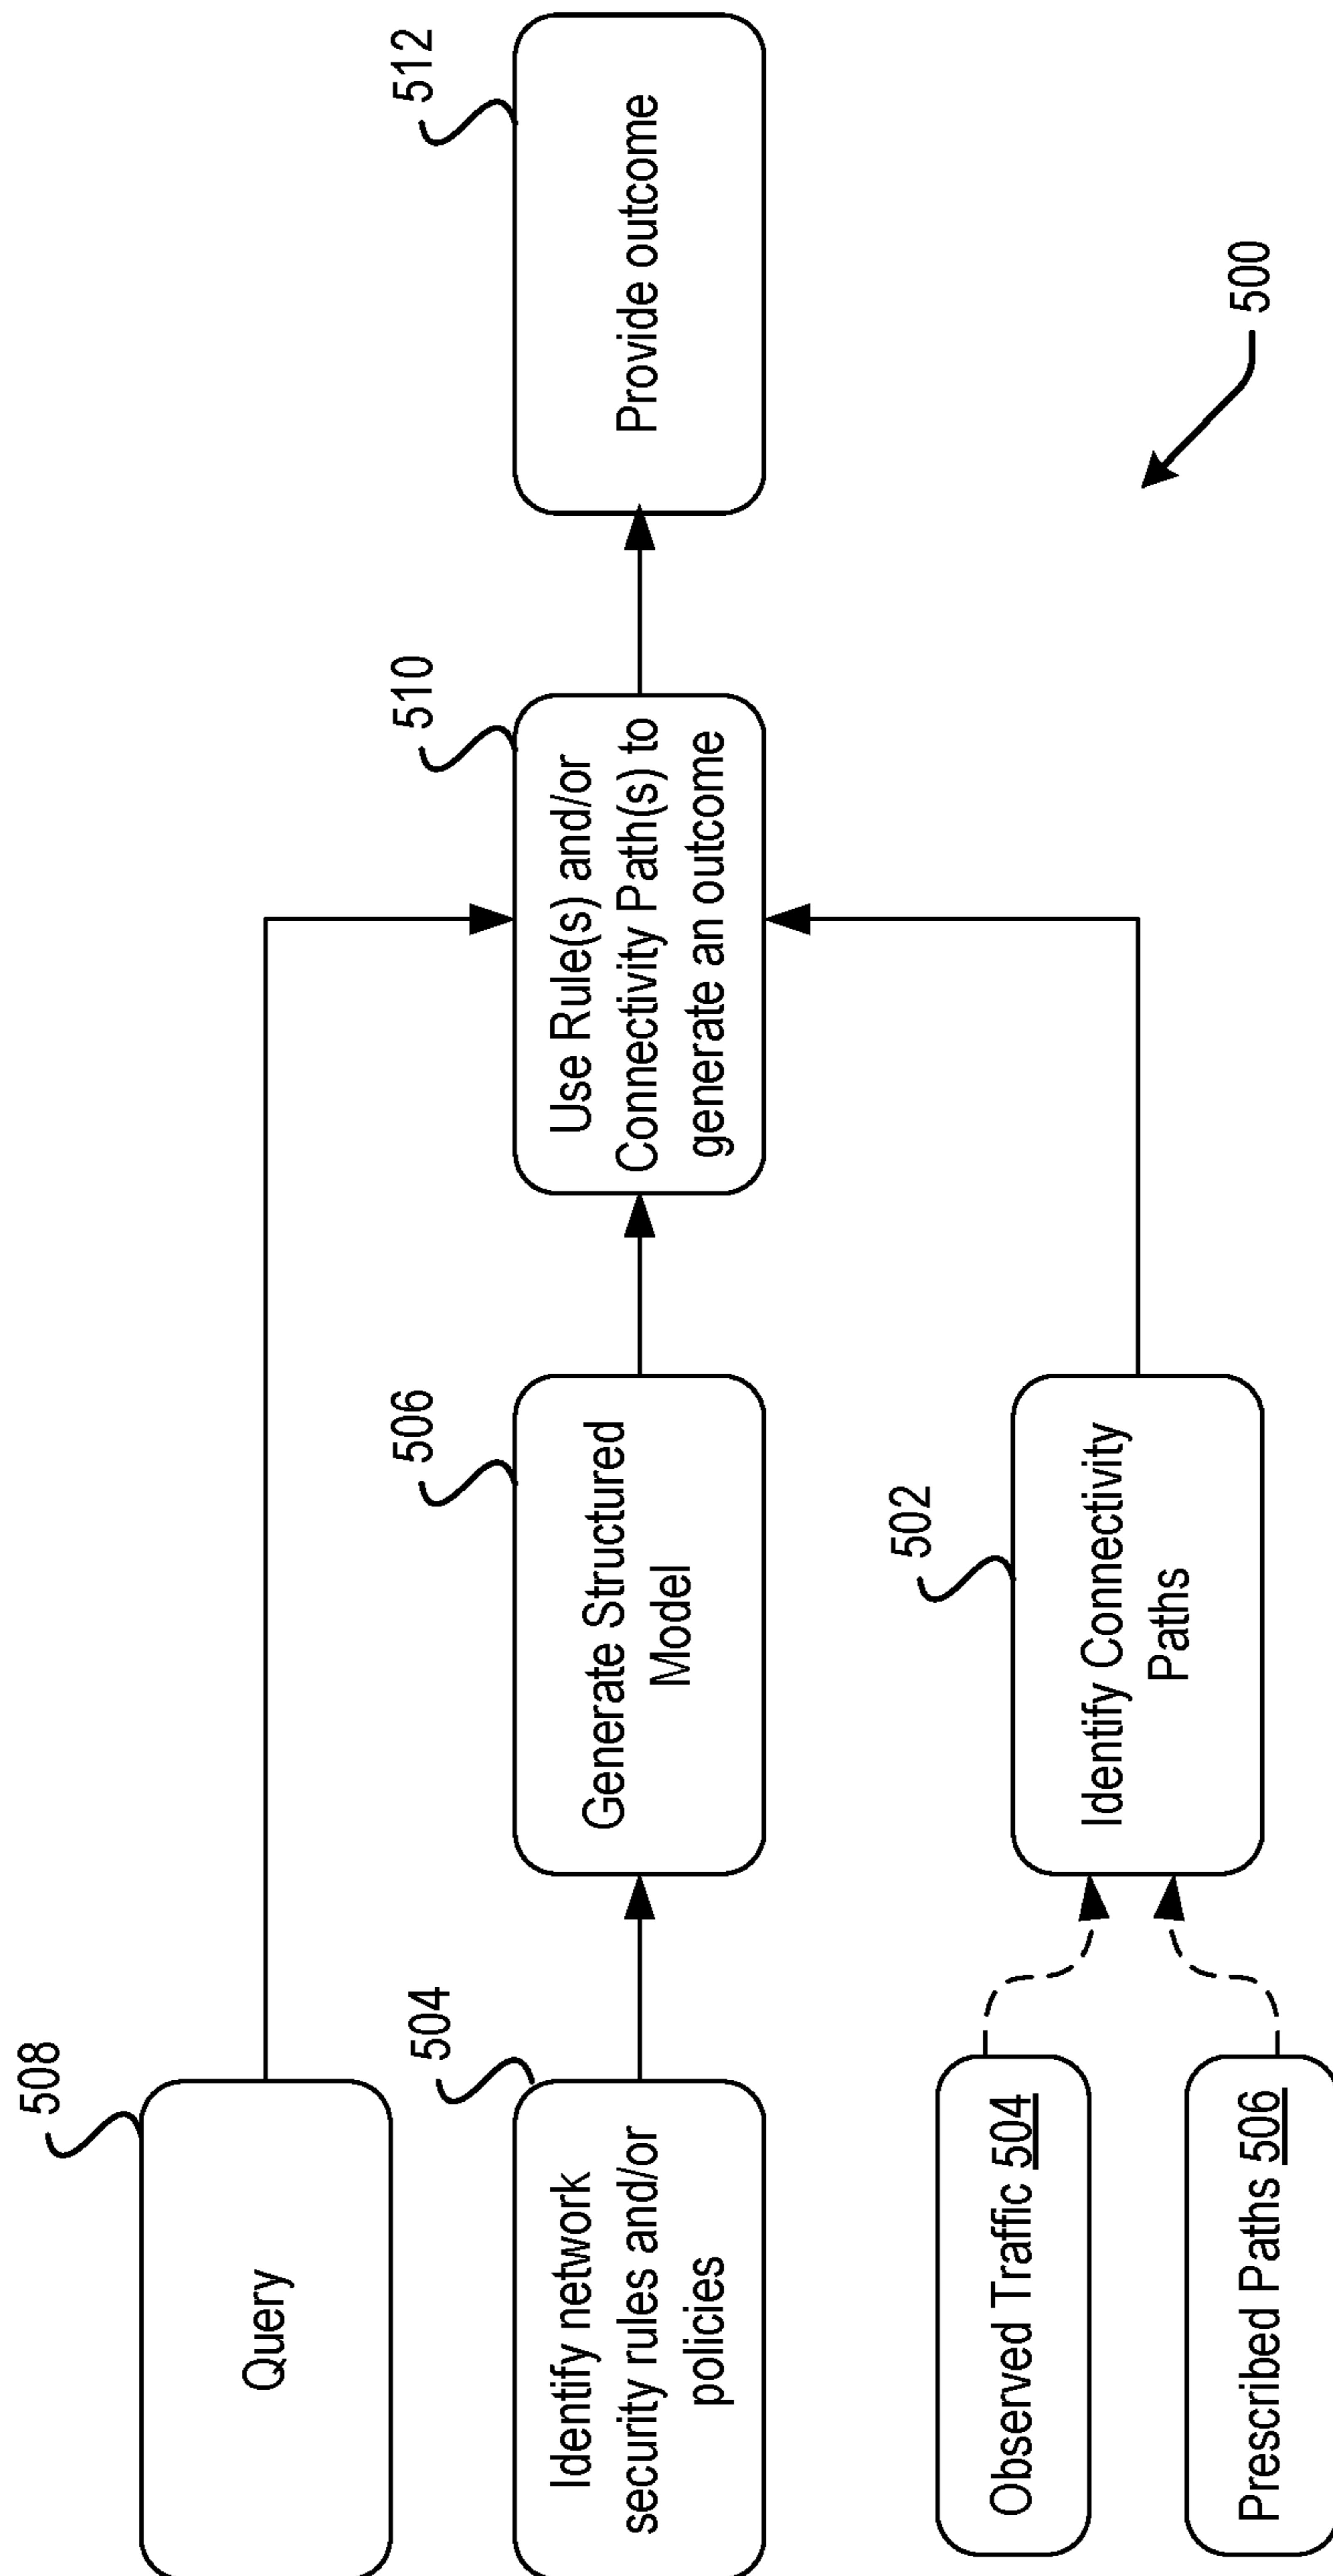 508
Query
504
Identify network
security rules and/or
policies
506
Generate Structured
Model
510
Use Rule(s) and/or
Connectivity Path(s) to
generate an outcome
512
Provide outcome
Observed Traffic 504
Prescribed Paths 506
502
Identify Connectivity
Paths
500